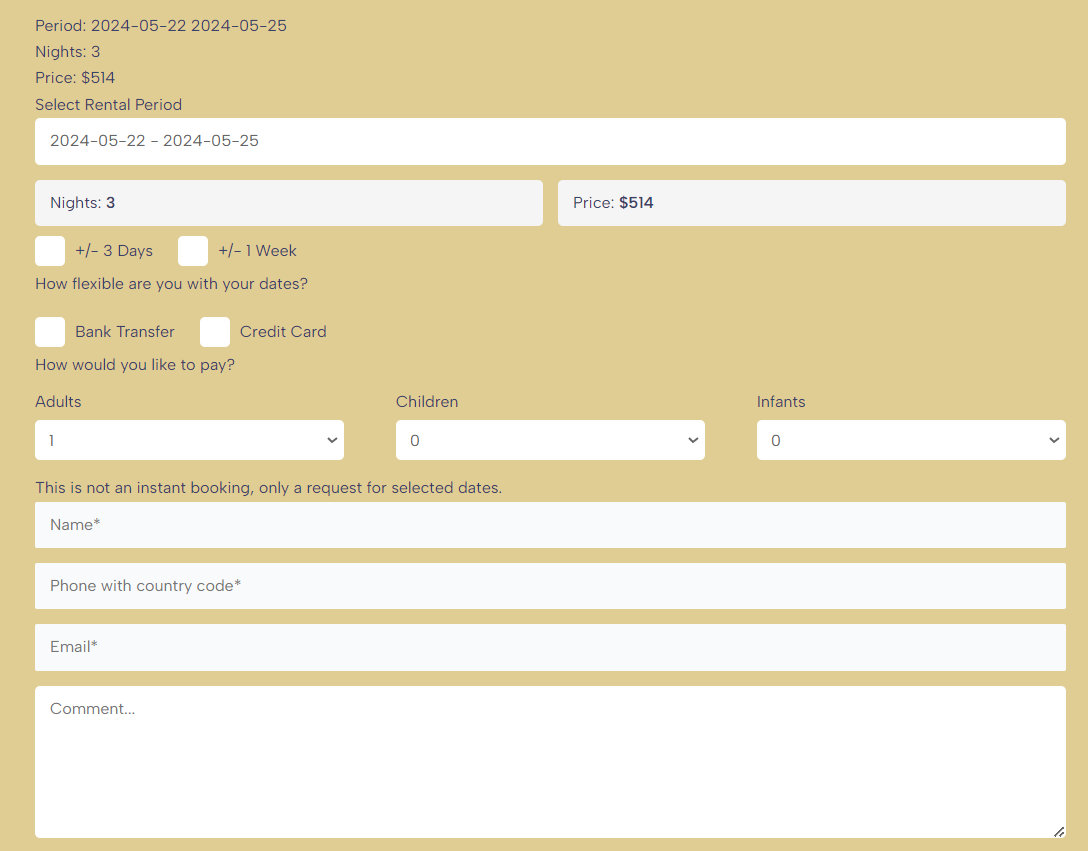 Period: 2024-05-22 2024-05-25
Nights: 3
Price: $514
Select Rental Period
2024-05-22 - 2024-05-25
Nights: 3 Price: $514
+/- 3 Days +/- 1 Week
How flexible are you with your dates?
Bank Transfer Credit Card
How would you like to pay?
Adults Children Infants
1 0 0
This is not an instant booking, only a request for selected dates.
Name*
Phone with country code*
Email*
Comment...